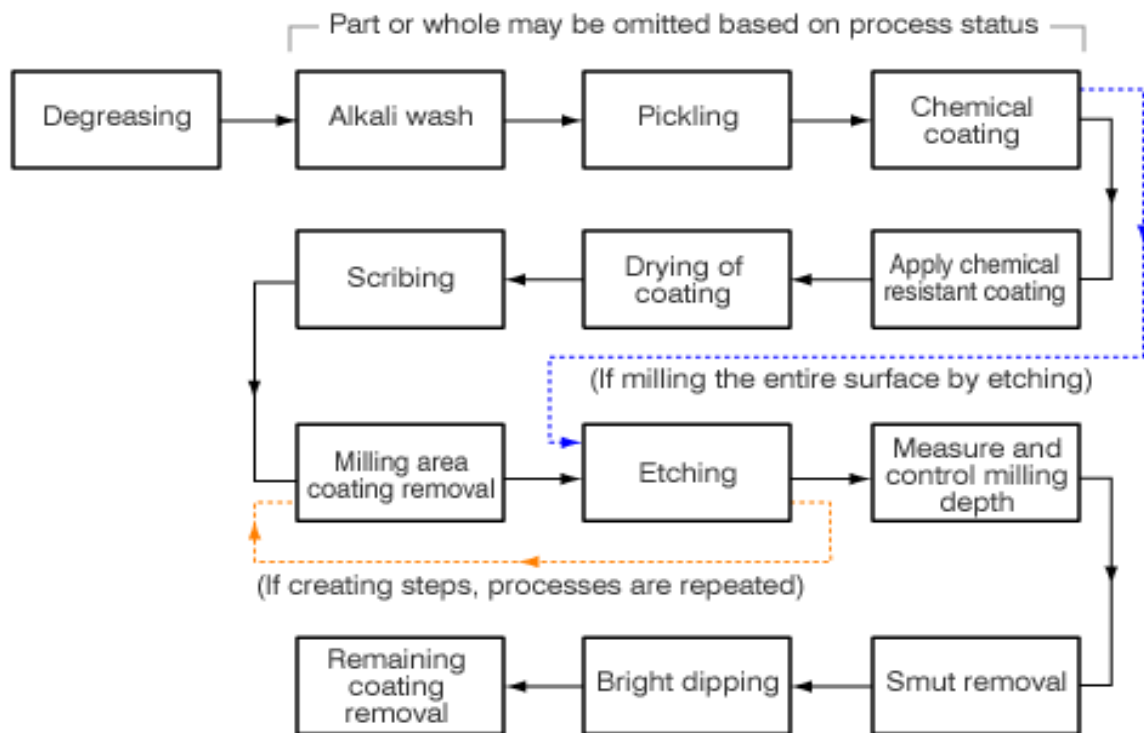 Part or whole may be omitted based on process status
Degreasing
Alkali wash
Pickling
Chemical
coating
Scribing
Drying of
coating
Apply chemical
resistant coating
(If milling the entire surface by etching)
Milling area
coating removal
Etching
Measure and
control milling
depth
(If creating steps, processes are repeated)
Remaining
coating
removal
Bright dipping
Smut removal